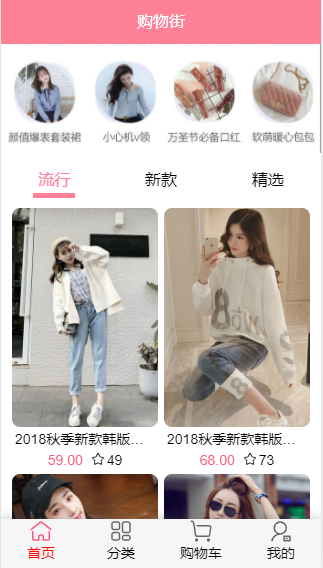 购物街
颜值爆表套装裙 小心机v领 万圣节必备口红 软萌暖心包包
流行 新款 精选
2018秋季新款韩版... 2018秋季新款韩版...
59.00 49 68.00 73
首页 分类 购物车 我的